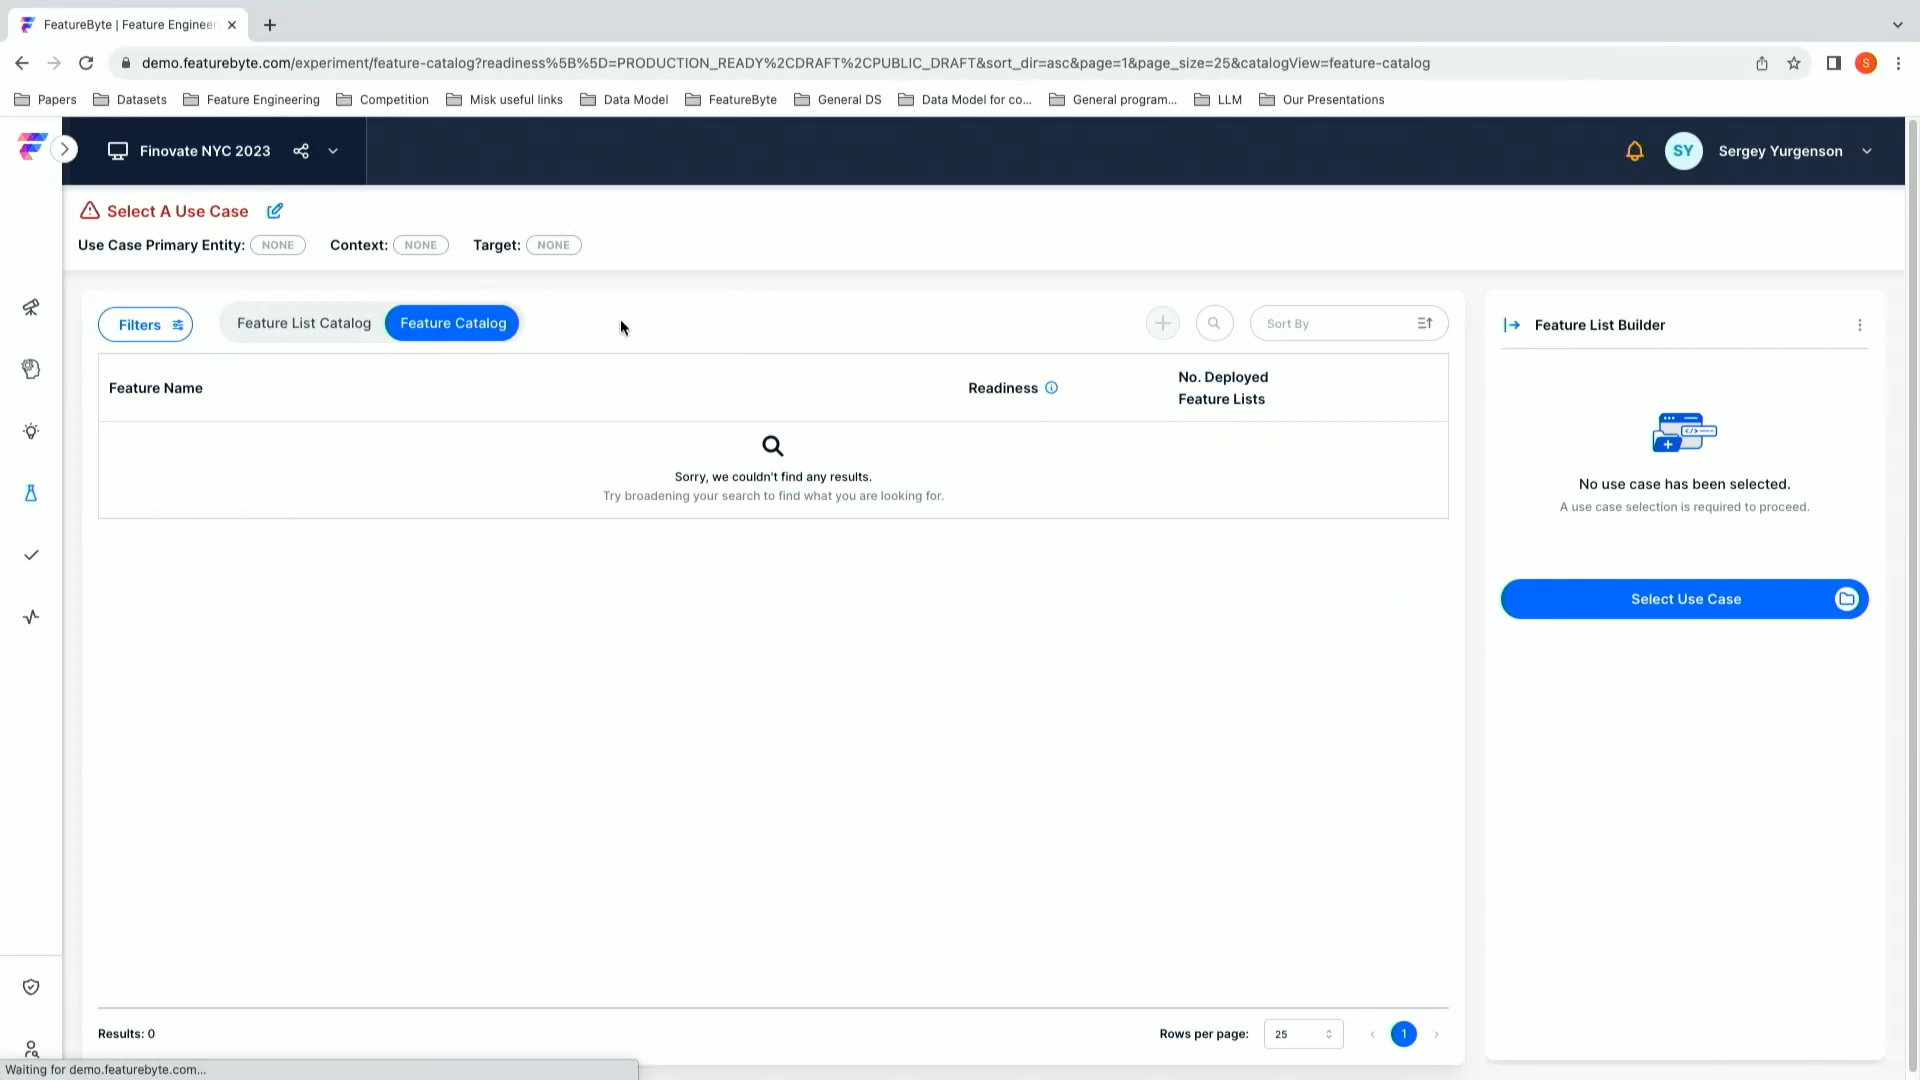 FeatureByte | Feature Engineer
demo.featurebyte.com/experiment/feature-catalog?readiness%5B%5D=PRODUCTION_READY%2CDRAFT%2CPUBLIC_DRAFT&sort_dir=asc&page=1&page_size=25&catalogView=feature-catalog
S
Papers Datasets Feature Engineering Competition Misk useful links Data Model FeatureByte General DS Data Model for co... General program... LLM Our Presentations
Finovate NYC 2023
SY Sergey Yurgenson
Select A Use Case
Use Case Primary Entity: NONE Context: NONE Target: NONE
Filters Feature List Catalog Feature Catalog Sort By
Feature Name Readiness No. Deployed
Feature Lists
Sorry, we couldn't find any results.
Try broadening your search to find what you are looking for.
Feature List Builder
No use case has been selected.
A use case selection is required to proceed.
Select Use Case
Results: 0 Rows per page: 25 1
Waiting for demo.featurebyte.com...